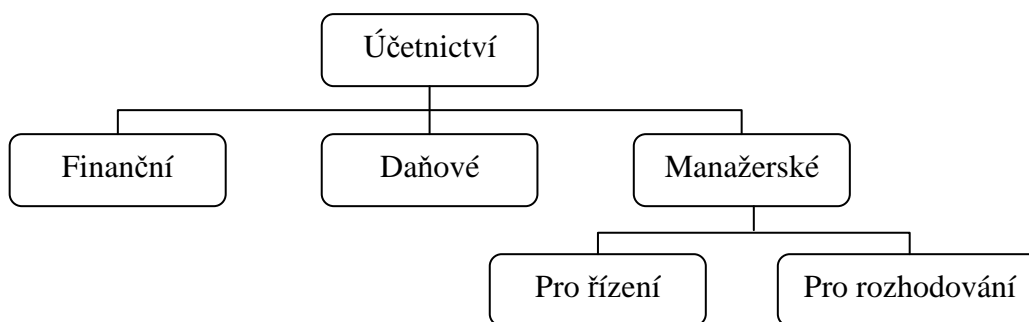 Účetnictví
Finanční
Daňové
Manažerské
Pro řízení
Pro rozhodování